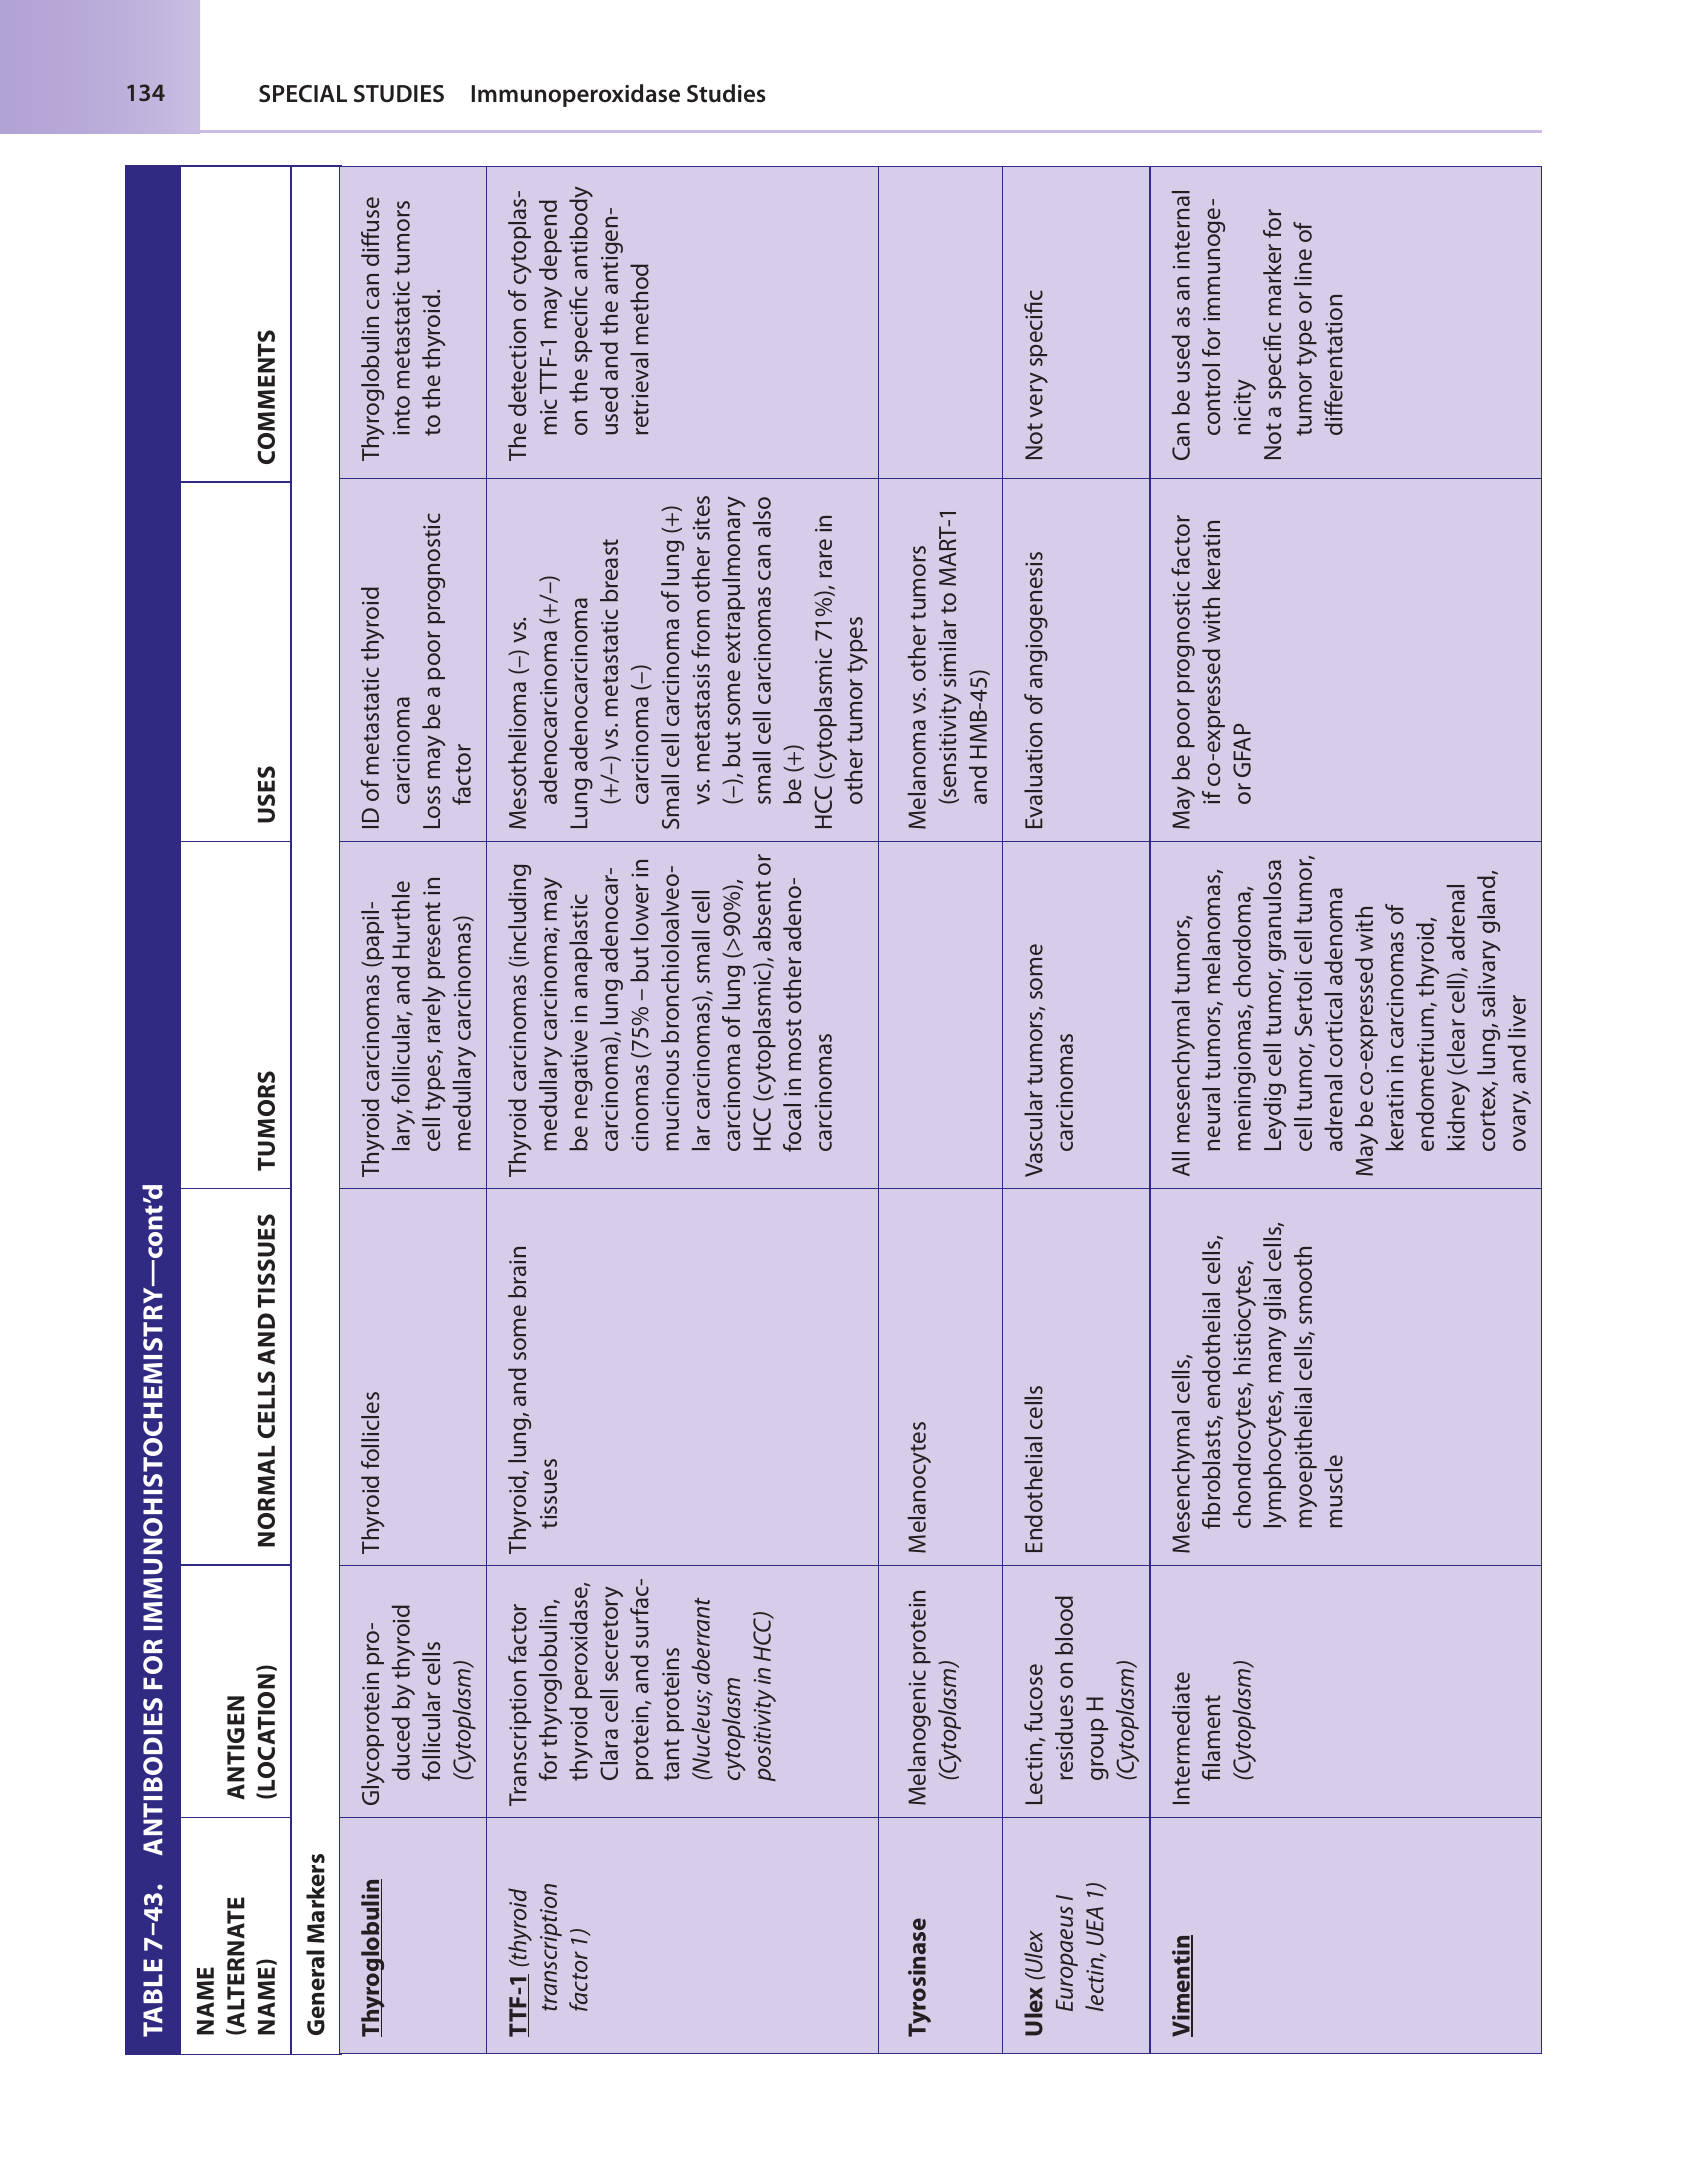 134
SPECIAL STUDIES Immunoperoxidase Studies
TABLE 7–43. ANTIBODIES FOR IMMUNOHISTOCHEMISTRY—cont'd
NAME
(ALTERNATE
NAME)
ANTIGEN
(LOCATION)
NORMAL CELLS AND TISSUES
TUMORS
USES
COMMENTS
General Markers
Thyroglobulin
Glycoprotein pro-
duced by thyroid
follicular cells
(Cytoplasm)
Thyroid follicles
Thyroid carcinomas (papil-
lary, follicular, and Hurthle
cell types, rarely present in
medullary carcinomas)
ID of metastatic thyroid
carcinoma
Loss may be a poor prognostic
factor
Thyroglobulin can diffuse
into metastatic tumors
to the thyroid.
TTF-1 (thyroid
transcription
factor 1)
Transcription factor
for thyroglobulin,
thyroid peroxidase,
Clara cell secretory
protein, and surfac-
tant proteins
(Nucleus; aberrant
cytoplasm
positivity in HCC)
Thyroid, lung, and some brain
tissues
Thyroid carcinomas (including
medullary carcinoma; may
be negative in anaplastic
carcinoma), lung adenocar-
cinomas (75% – but lower in
mucinous bronchioloalveo-
lar carcinomas), small cell
carcinoma of lung (>90%),
HCC (cytoplasmic), absent or
focal in most other adeno-
carcinomas
Mesothelioma (–) vs.
adenocarcinoma (+/–)
Lung adenocarcinoma
(+/–) vs. metastatic breast
carcinoma (–)
Small cell carcinoma of lung (+)
vs. metastasis from other sites
(–), but some extrapulmonary
small cell carcinomas can also
be (+)
HCC (cytoplasmic 71%), rare in
other tumor types
The detection of cytoplas-
mic TTF-1 may depend
on the specific antibody
used and the antigen-
retrieval method
Tyrosinase
Melanogenic protein
(Cytoplasm)
Melanocytes
Melanoma vs. other tumors
(sensitivity similar to MART-1
and HMB-45)
Ulex (Ulex
Europaeus I
lectin, UEA 1)
Lectin, fucose
residues on blood
group H
(Cytoplasm)
Endothelial cells
Vascular tumors, some
carcinomas
Evaluation of angiogenesis
Not very specific
Vimentin
Intermediate
filament
(Cytoplasm)
Mesenchymal cells,
fibroblasts, endothelial cells,
chondrocytes, histiocytes,
lymphocytes, many glial cells,
myoepithelial cells, smooth
muscle
All mesenchymal tumors,
neural tumors, melanomas,
meningiomas, chordoma,
Leydig cell tumor, granulosa
cell tumor, Sertoli cell tumor,
adrenal cortical adenoma
May be co-expressed with
keratin in carcinomas of
endometrium, thyroid,
kidney (clear cell), adrenal
cortex, lung, salivary gland,
ovary, and liver
May be poor prognostic factor
if co-expressed with keratin
or GFAP
Can be used as an internal
control for immunoge-
nicity
Not a specific marker for
tumor type or line of
differentation